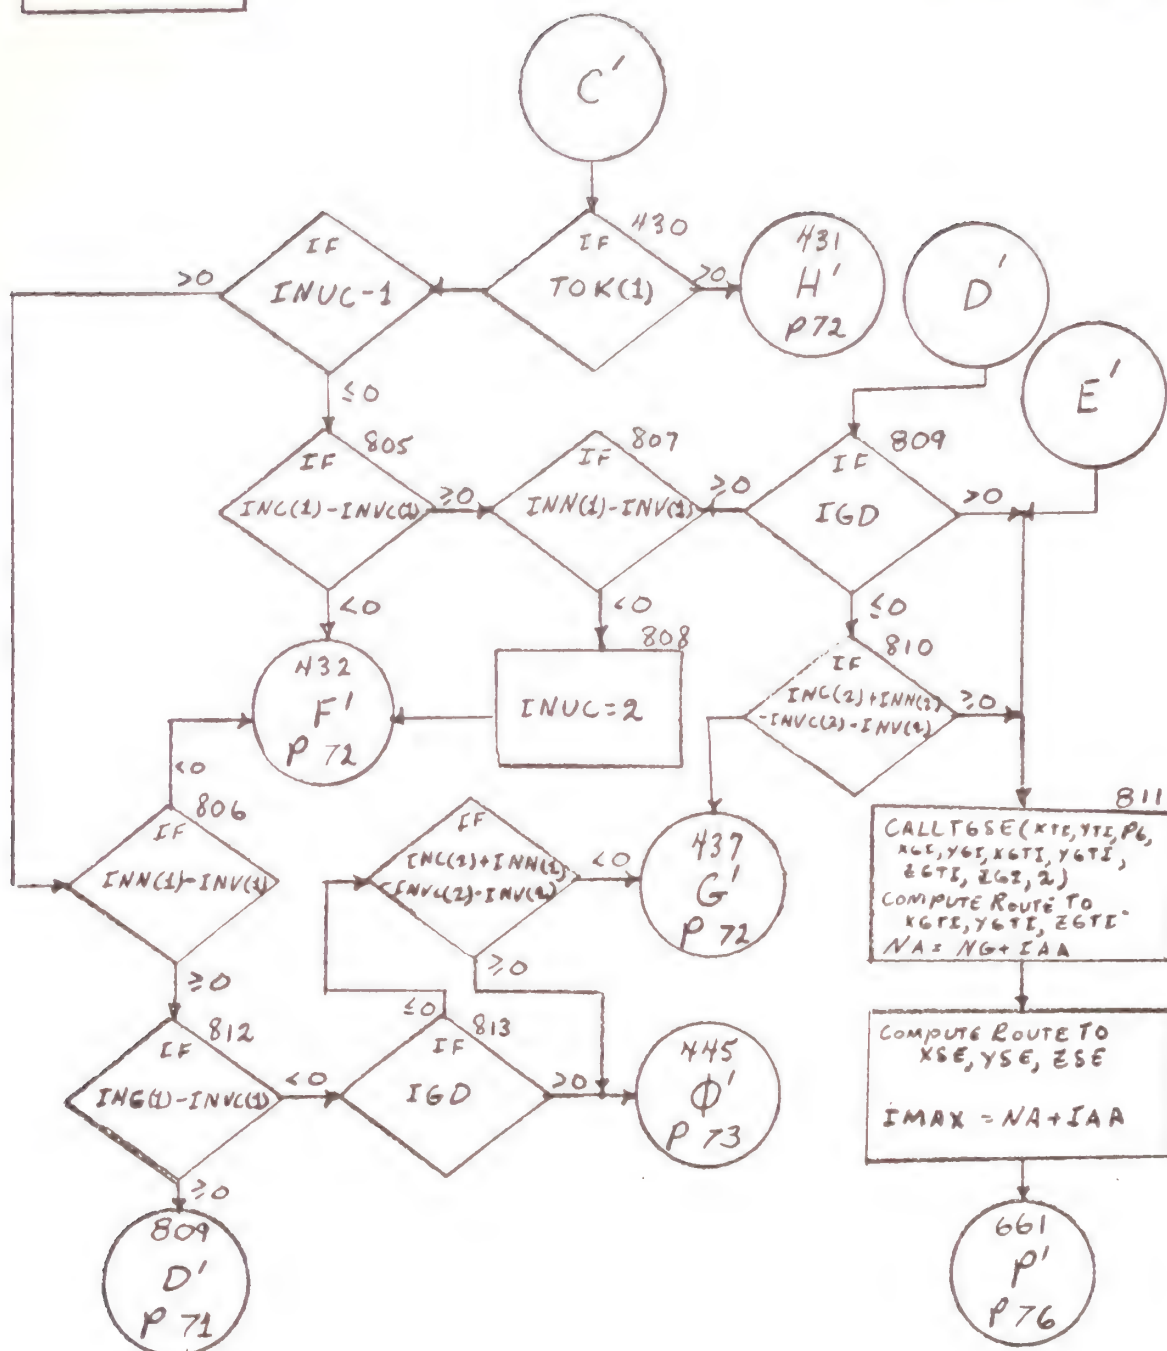 C'
430
IF
TOK(1)
>0
431
H'
P 72
IF
INUC-1
>0
≤0
D'
E'
805
IF
INC(1)-INVC(1)
≥0
<0
807
IF
INN(1)-INV(1)
≥0
<0
809
IF
IGD
>0
≤0
432
F'
P 72
808
INUC=2
810
IF
INC(2)+INN(2)
-INVC(2)-INV(2)
≥0
<0
806
IF
INN(1)-INV(1)
≥0
IF
INC(2)+INN(2)
-INVC(2)-INV(2)
<0
≥0
437
G'
P 72
811
CALL TGSE(XTI,YTI,PG,
XGI,YGI,XGTI,YGTI,
ZGTI,ZGI,2)
COMPUTE ROUTE TO
XGTI,YGTI,ZGTI
NA=NG+IAA
812
IF
ING(1)-INVC(1)
<0
≥0
≤0
813
IF
IGD
>0
445
Φ'
P 73
COMPUTE ROUTE TO
XSE, YSE, ZSE
IMAX = NA+IAA
809
D'
P 71
661
P'
P 76